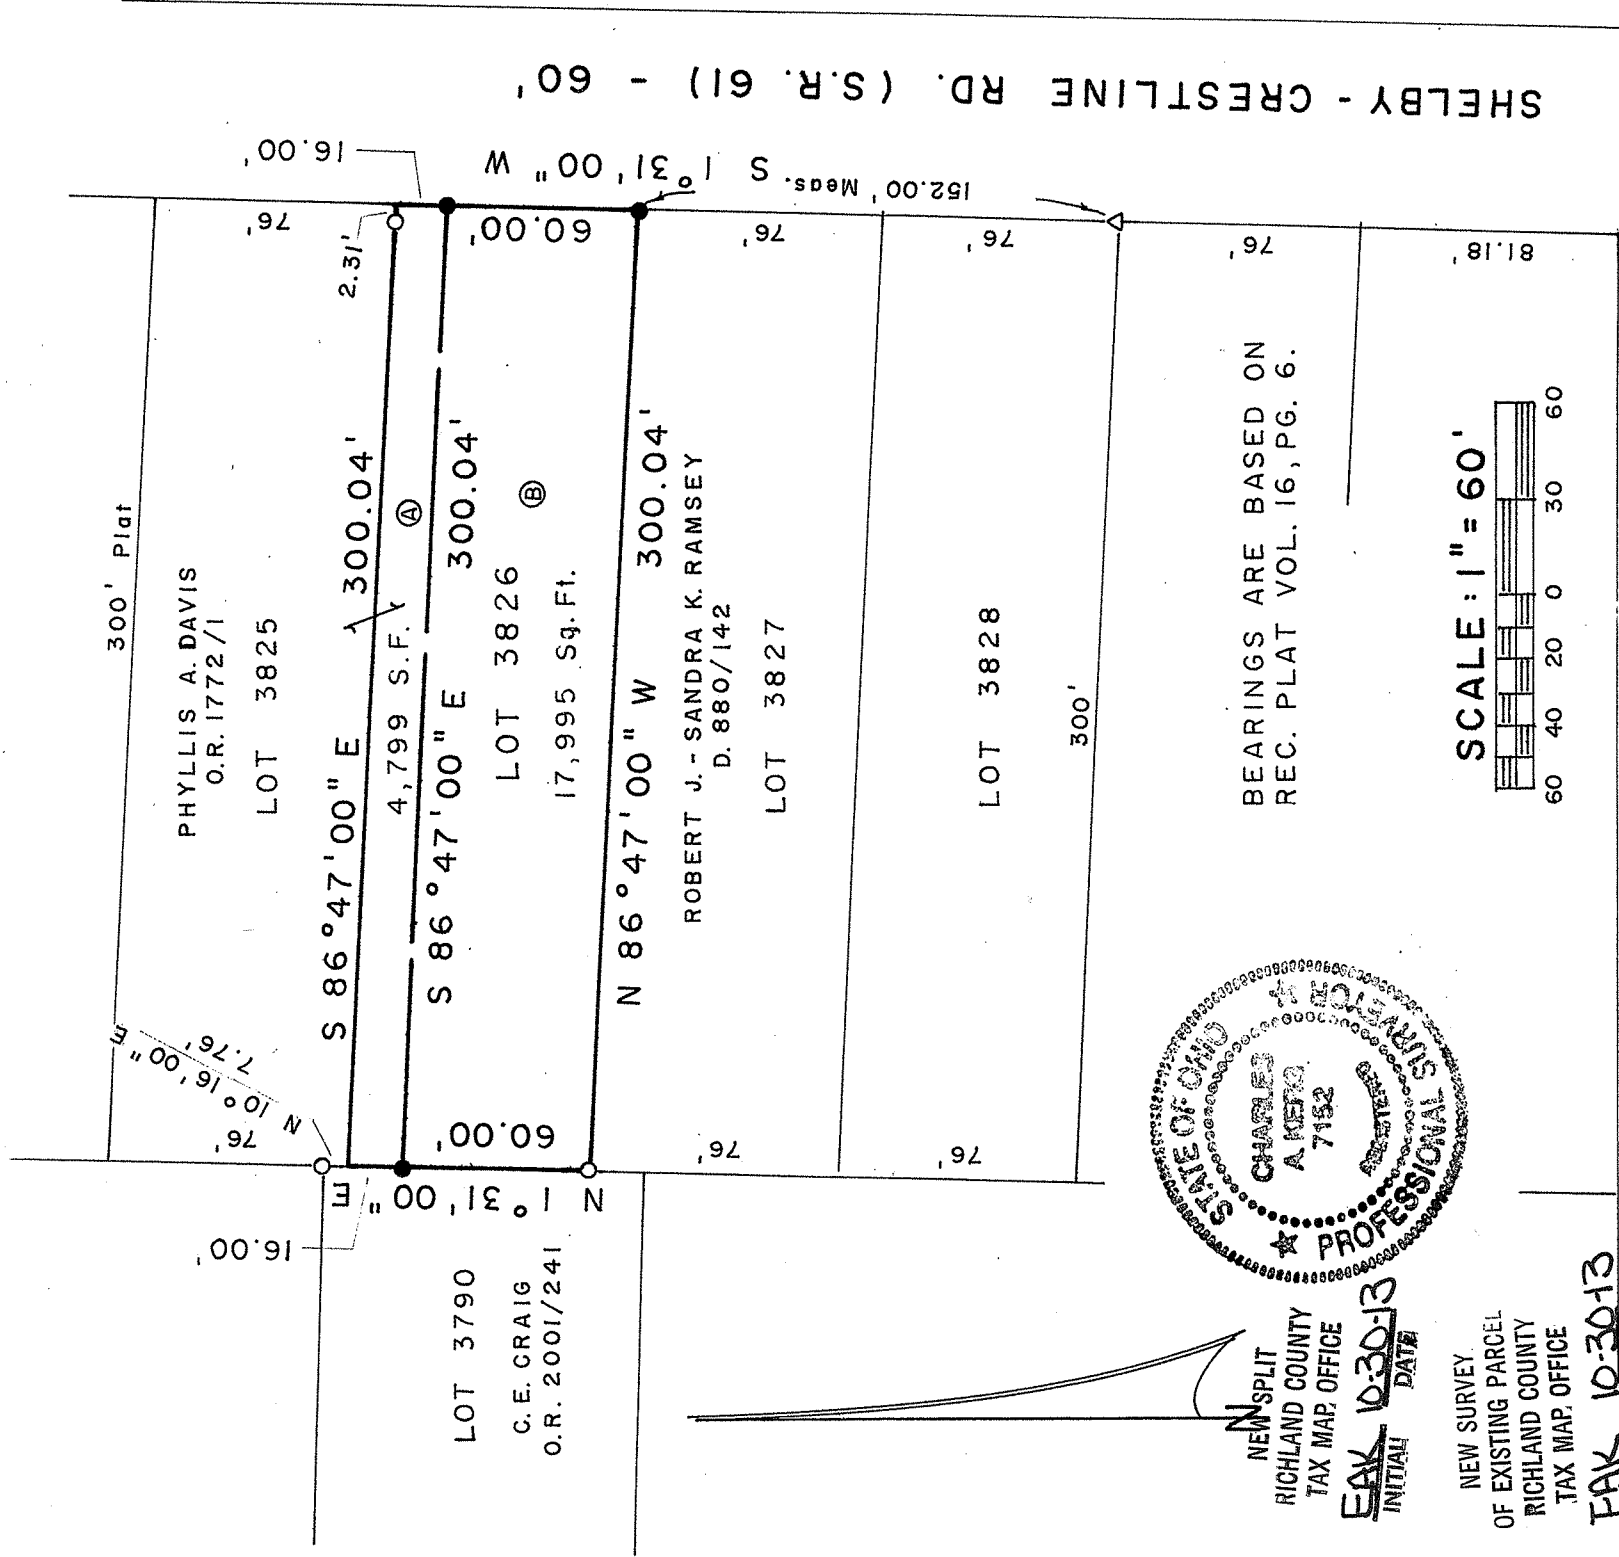 SHELBY - CRESTLINE RD. (S.R. 61) - 60'
16.00'
S 1° 31' 00" W
152.00' Meas.
76'
2.31'
60.00'
76'
76'
76'
81.18'
300' Plat
PHYLLIS A. DAVIS
O.R. 1772/1
LOT 3825
S 86°47'00" E 300.04'
4,799 S.F.
A
S 86°47'00" E 300.04'
LOT 3826
B
17,995 Sq. Ft.
N 86°47'00" W 300.04'
ROBERT J. - SANDRA K. RAMSEY
D. 880/142
LOT 3827
LOT 3828
300'
BEARINGS ARE BASED ON
REC. PLAT VOL. 16, PG. 6.
SCALE: 1" = 60'
60 40 20 0 30 60
N 10° 16' 00" E
7.76'
76'
60.00'
76'
76'
N 1° 31' 00" E
16.00'
LOT 3790
C. E. CRAIG
O.R. 2001/241
STATE OF OHIO
CHARLES
A
7152
REGISTERED
PROFESSIONAL SURVEYOR
N
NEW SPLIT
RICHLAND COUNTY
TAX MAP OFFICE
EAK 10-30-13
INITIAL DATE
NEW SURVEY
OF EXISTING PARCEL
RICHLAND COUNTY
TAX MAP OFFICE
EAK 10-30-13